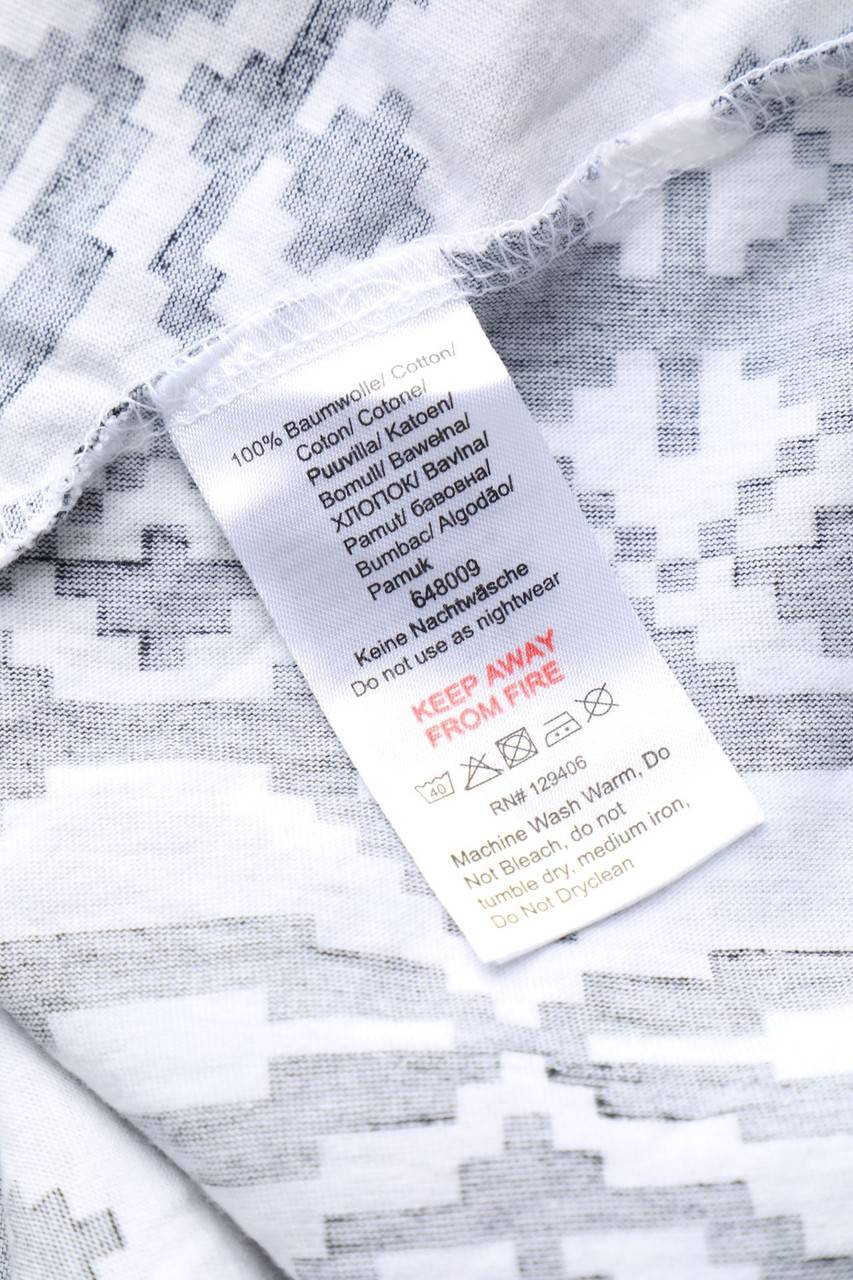 100% Baumwolle/ Cotton/
Coton/ Cotone/
Puuvilla/ Katoen/
Bomull/ Bawełna/
ХЛОПОК/ Bavlna/
Pamut/ бавовна/
Bumbac/ Algodão/
Pamuk
648009
Keine Nachtwäsche
Do not use as nightwear
KEEP AWAY
FROM FIRE
40
RN# 129406
Machine Wash Warm, Do
Not Bleach, do not
tumble dry, medium iron,
Do Not Dryclean